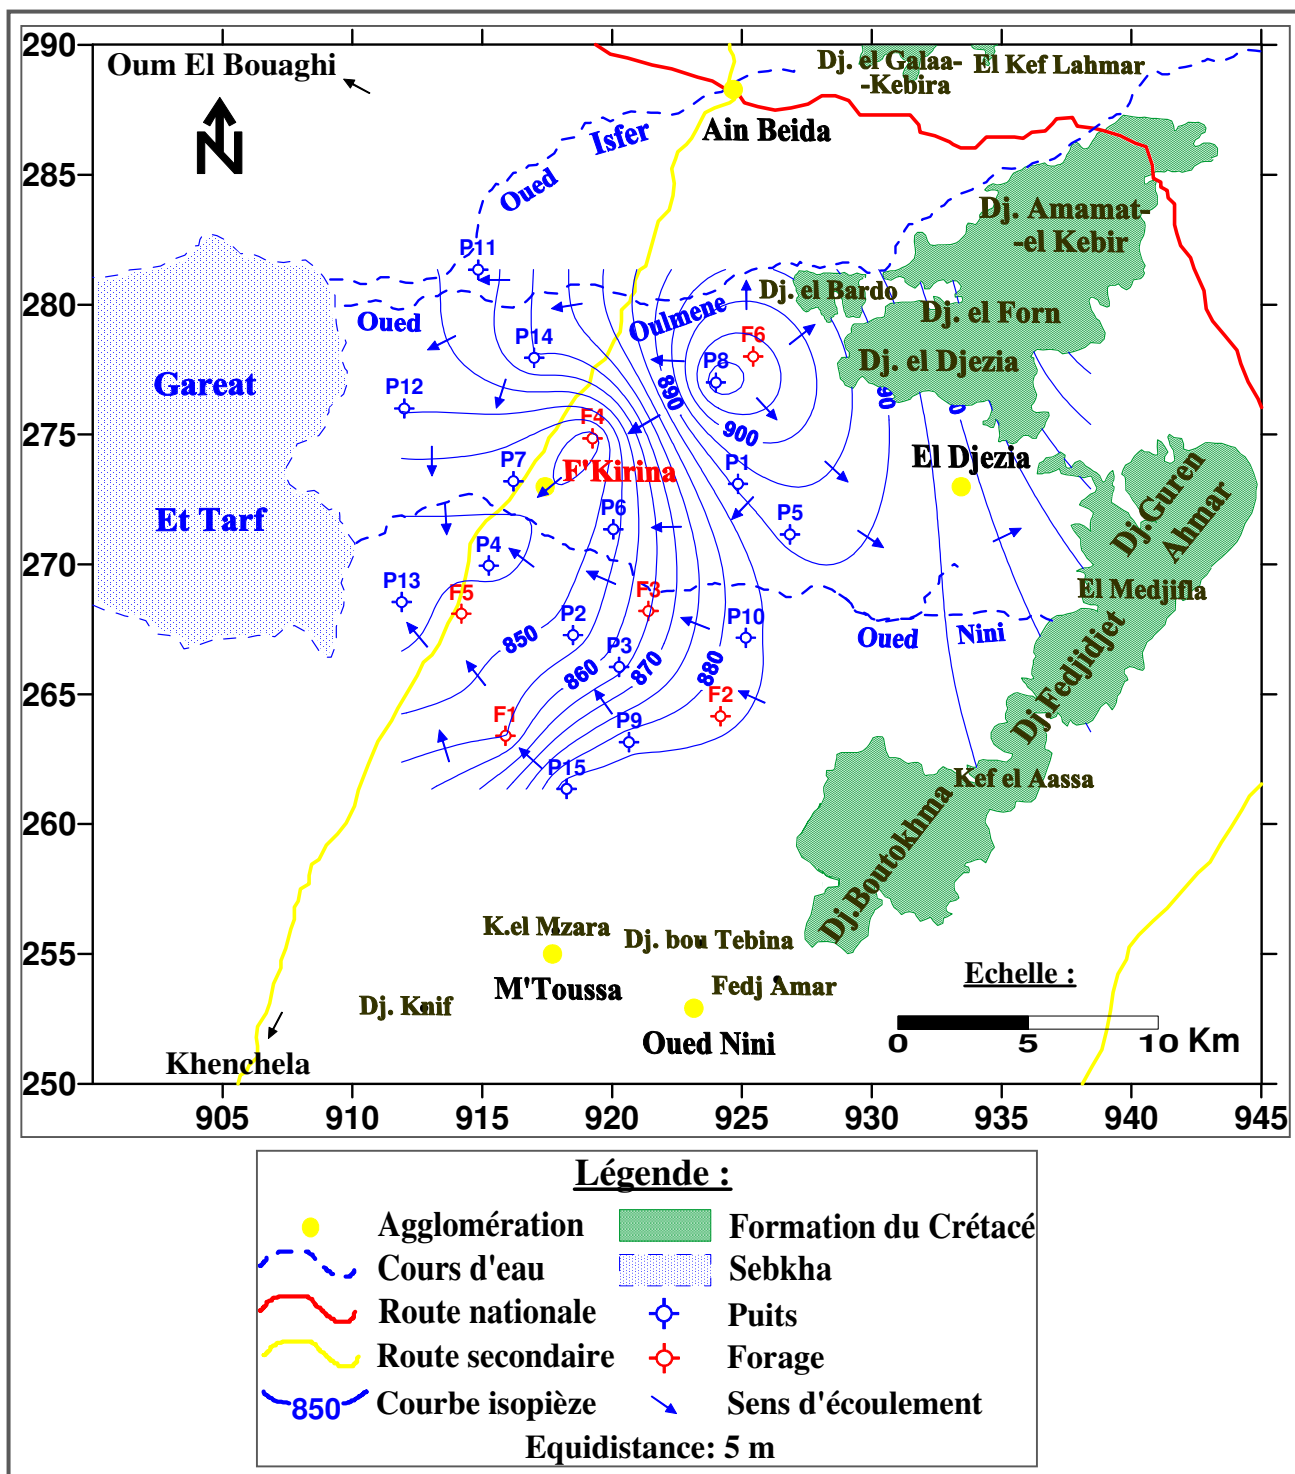 290
Oum El Bouaghi
Dj. el Galaa-
-Kebira
El Kef Lahmar
N
Ain Beida
Oued Isfer
285
Dj. Amamat-
-el Kebir
P11
280
Dj. el Bardo
Oued
Oulmene
Dj. el Forn
P14
F6
Dj. el Djezia
P8
Gareat
P12
890
90
0
275
F4
900
El Djezia
F'Kirina
P7
P1
Dj.Guren
Ahmar
Et Tarf
P6
P5
P4
270
P13
F5
F3
El Medjifla
P2
P10
Oued Nini
850
P3
Dj.Fedjidjet
860
870
880
265
F1
F2
P9
P15
Kef el Aassa
260
Dj.Boutokhma
K.el Mzara
Dj. bou Tebina
255
Echelle :
M'Toussa
Fedj Amar
Dj. Knif
Oued Nini
0 5 10 Km
Khenchela
250
905 910 915 920 925 930 935 940 945
Légende :
Agglomération
Formation du Crétacé
Cours d'eau
Sebkha
Route nationale
Puits
Route secondaire
Forage
850
Courbe isopièze
Sens d'écoulement
Equidistance: 5 m